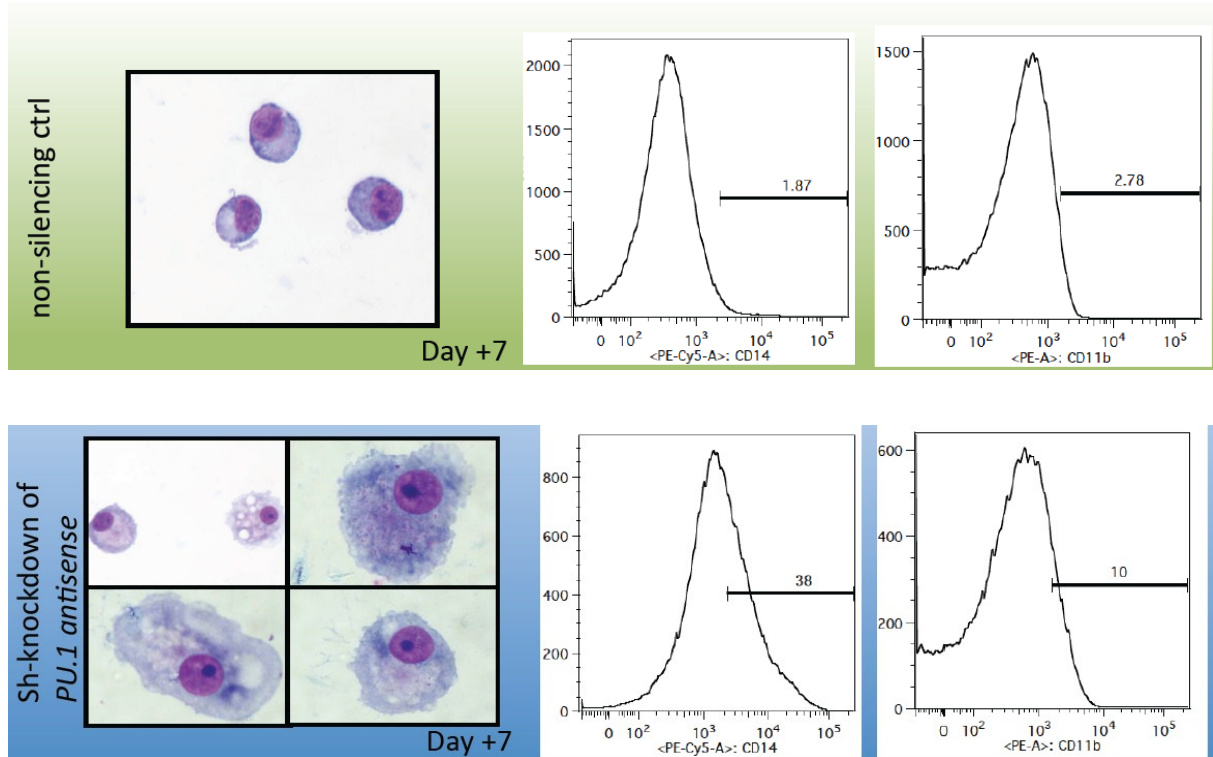 non-silencing ctrl
Day +7
2000
1500
1000
500
0
1.87
0 10² 10³ 10⁴ 10⁵
<PE-Cy5-A>: CD14
1500
1000
500
0
2.78
0 10² 10³ 10⁴ 10⁵
<PE-A>: CD11b
Sh-knockdown of
PU.1 antisense
Day +7
800
600
400
200
0
38
0 10² 10³ 10⁴ 10⁵
<PE-Cy5-A>: CD14
600
400
200
0
10
0 10² 10³ 10⁴ 10⁵
<PE-A>: CD11b